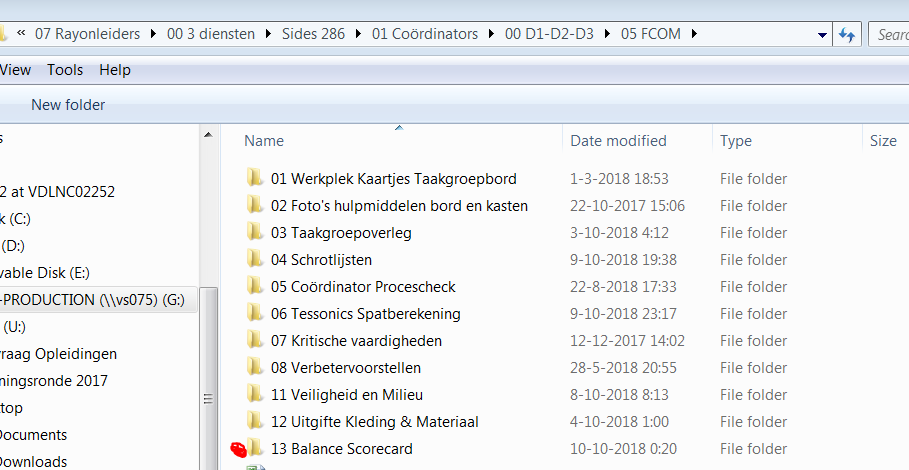 « 07 Rayonleiders 00 3 diensten Sides 286 01 Coördinators 00 D1-D2-D3 05 FCOM
View Tools Help
New folder
Name Date modified Type Size
2 at VDLNC02252
k (C:)
(D:)
vable Disk (E:)
-PRODUCTION (\\vs075) (G:)
(U:)
vraag Opleidingen
ningsronde 2017
top
Documents
Downloads
01 Werkplek Kaartjes Taakgroepbord 1-3-2018 18:53 File folder
02 Foto's hulpmiddelen bord en kasten 22-10-2017 15:06 File folder
03 Taakgroepoverleg 3-10-2018 4:12 File folder
04 Schrotlijsten 9-10-2018 19:38 File folder
05 Coördinator Procescheck 22-8-2018 17:33 File folder
06 Tessonics Spatberekening 9-10-2018 23:17 File folder
07 Kritische vaardigheden 12-12-2017 14:02 File folder
08 Verbetervoorstellen 28-5-2018 20:55 File folder
11 Veiligheid en Milieu 8-10-2018 8:13 File folder
12 Uitgifte Kleding & Materiaal 4-10-2018 1:00 File folder
13 Balance Scorecard 10-10-2018 0:20 File folder